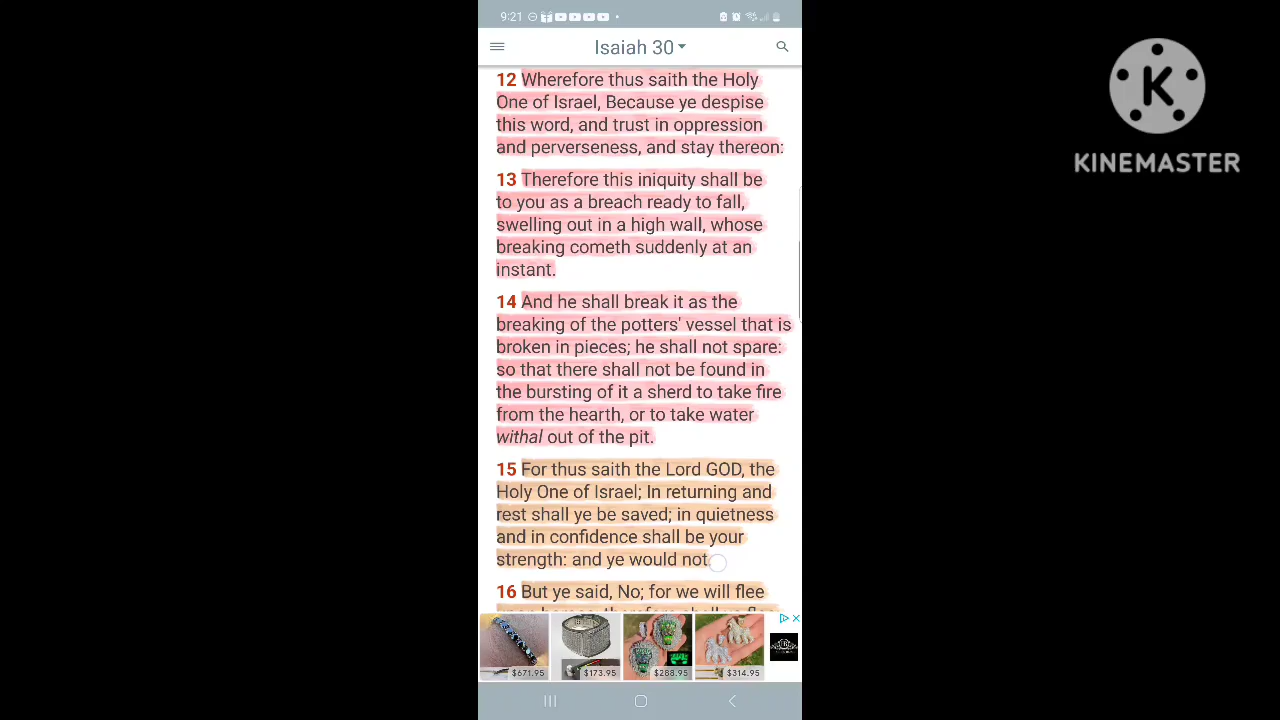 9:21
Isaiah 30
12 Wherefore thus saith the Holy
One of Israel, Because ye despise
this word, and trust in oppression
and perverseness, and stay thereon:
13 Therefore this iniquity shall be
to you as a breach ready to fall,
swelling out in a high wall, whose
breaking cometh suddenly at an
instant.
14 And he shall break it as the
breaking of the potters' vessel that is
broken in pieces; he shall not spare:
so that there shall not be found in
the bursting of it a sherd to take fire
from the hearth, or to take water
withal out of the pit.
15 For thus saith the Lord GOD, the
Holy One of Israel; In returning and
rest shall ye be saved; in quietness
and in confidence shall be your
strength: and ye would not.
16 But ye said, No; for we will flee
$671.95
$173.95
$288.95
$314.95
K
KINEMASTER